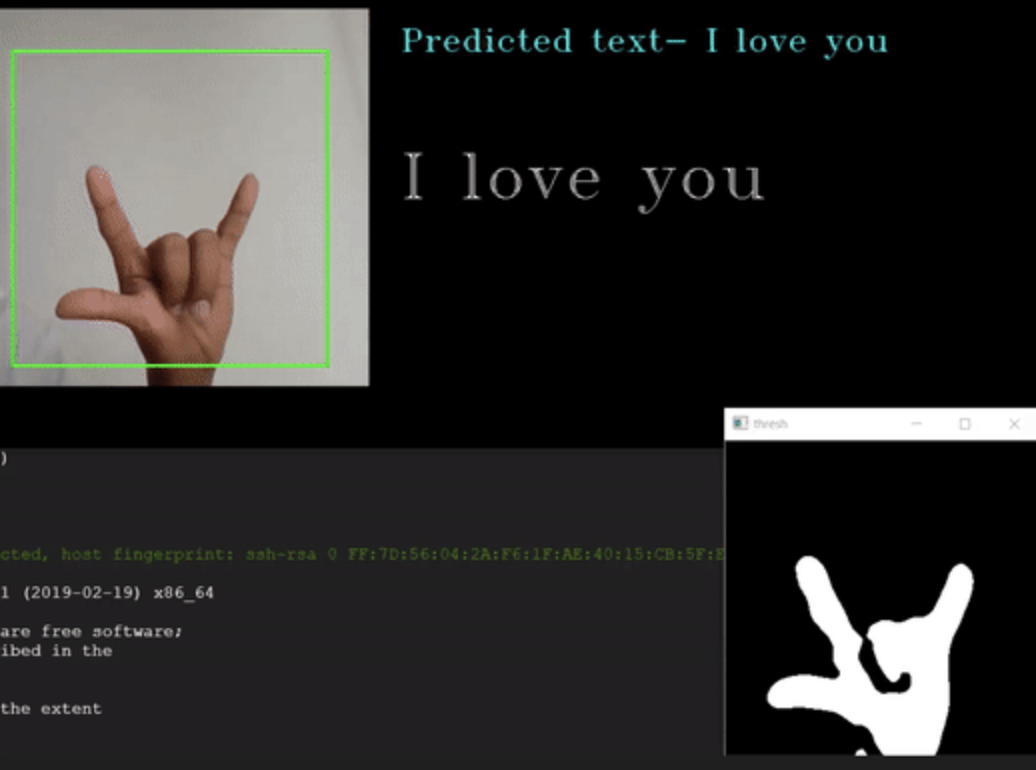 Predicted text- I love you
I love you
thresh
)
cted, host fingerprint: ssh-rsa 0 FF:7D:56:04:2A:F6:1F:AE:40:15:CB:5F:E
1 (2019-02-19) x86_64
are free software;
ibed in the
the extent